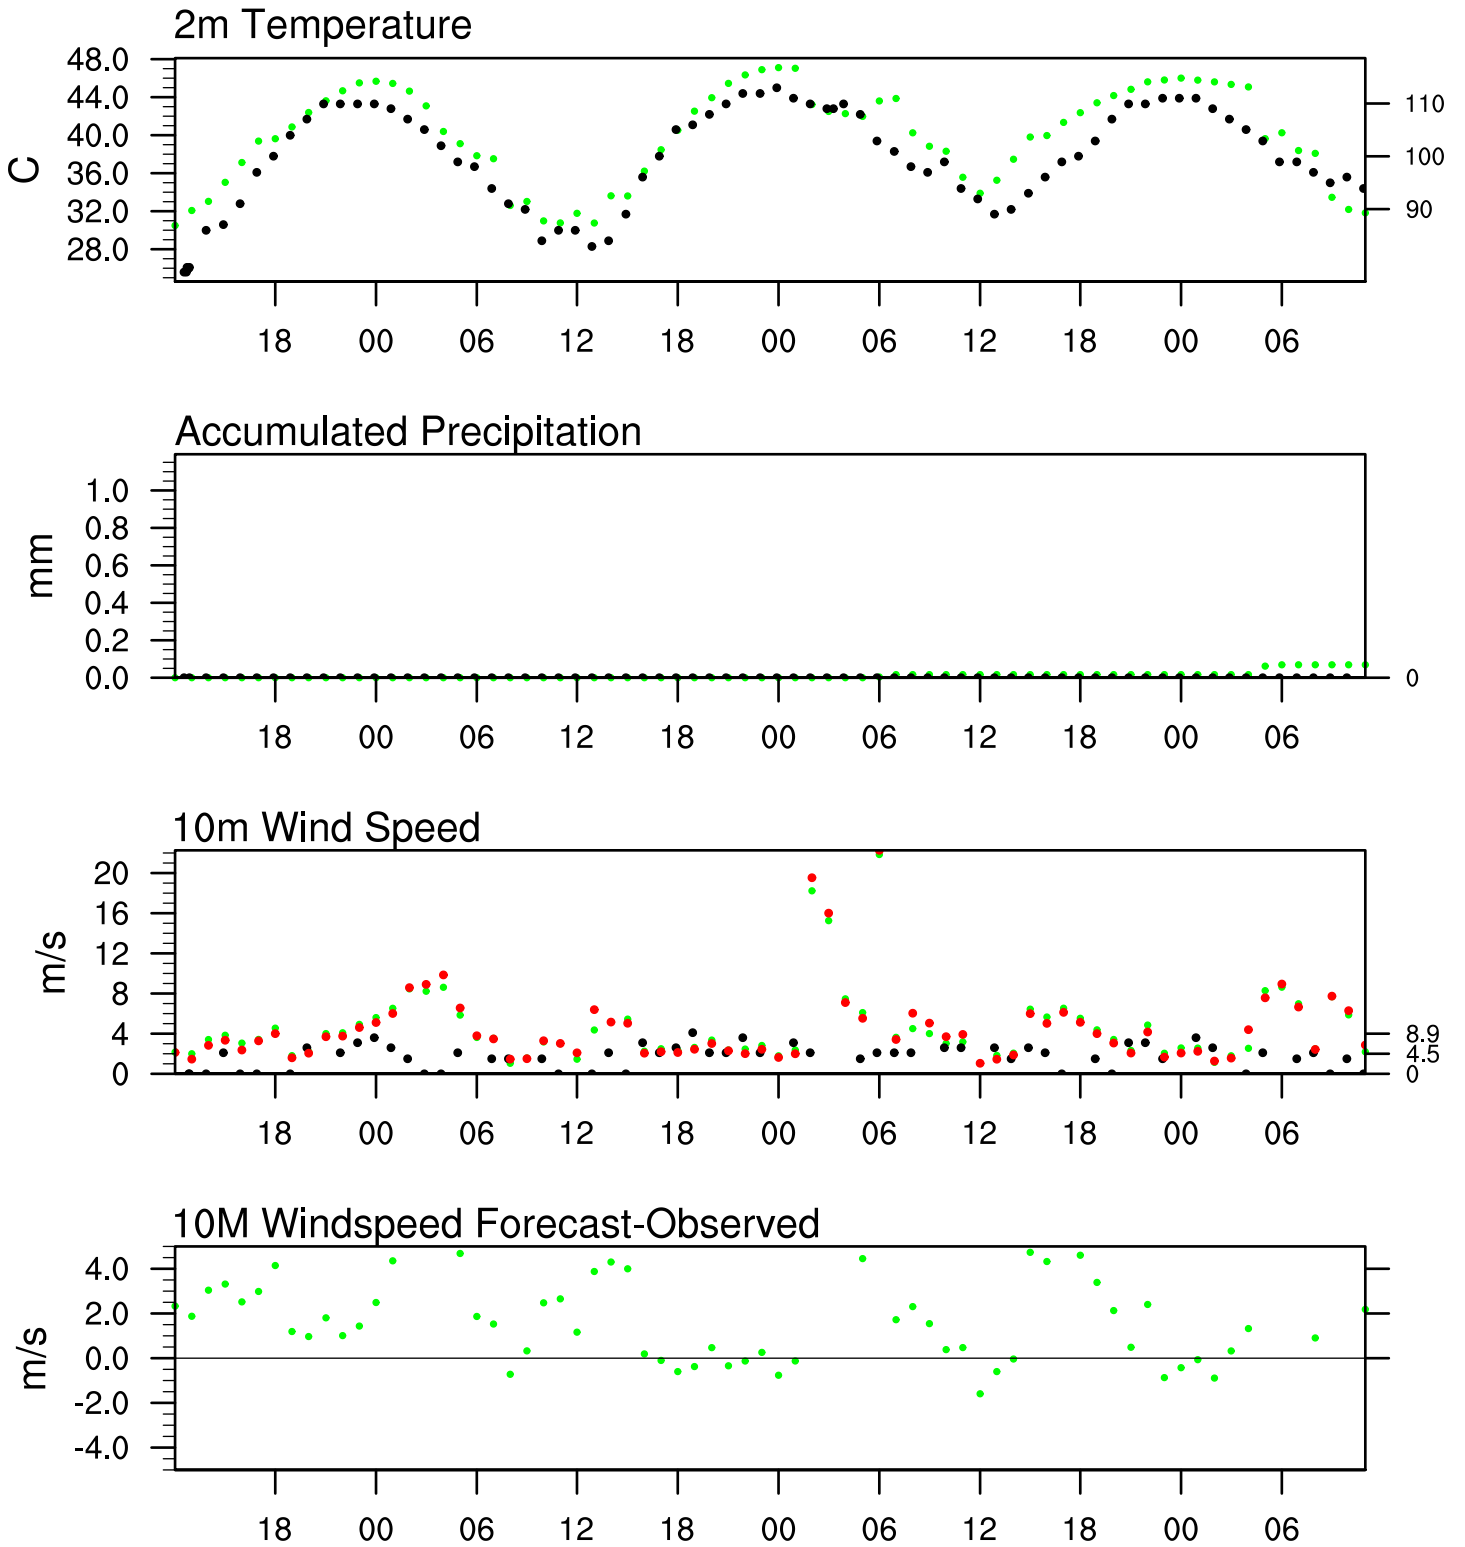 2m Temperature
48.0
44.0
40.0
36.0
32.0
28.0
C
110
100
90
18 00 06 12 18 00 06 12 18 00 06
Accumulated Precipitation
1.0
0.8
0.6
0.4
0.2
0.0
mm
0
18 00 06 12 18 00 06 12 18 00 06
10m Wind Speed
20
16
12
8
4
0
m/s
8.9
4.5
0
18 00 06 12 18 00 06 12 18 00 06
10M Windspeed Forecast-Observed
4.0
2.0
0.0
-2.0
-4.0
m/s
18 00 06 12 18 00 06 12 18 00 06